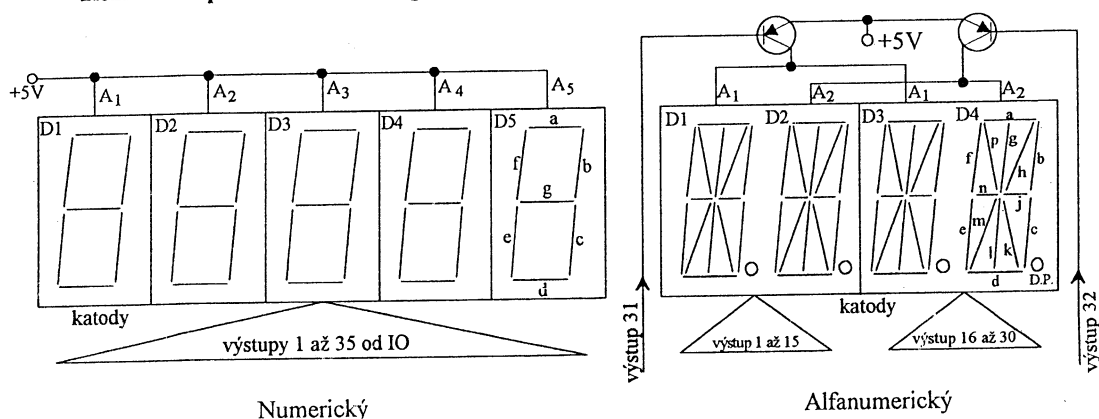 +5V
A1 A2 A3 A4 A5
D1 D2 D3 D4 D5
a
f b
g
e c
d
katody
výstupy 1 až 35 od IO
Numerický
+5V
A1 A2 A1 A2
D1 D2 D3 D4
a
f p g b
h
n j
e m l k c
d D.P.
katody
výstup 31
výstup 1 až 15
výstup 16 až 30
výstup 32
Alfanumerický